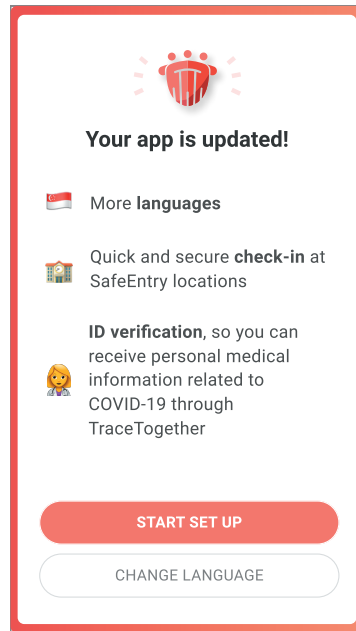 Your app is updated!
More languages
Quick and secure check-in at
SafeEntry locations
ID verification, so you can
receive personal medical
information related to
COVID-19 through
TraceTogether
START SET UP
CHANGE LANGUAGE